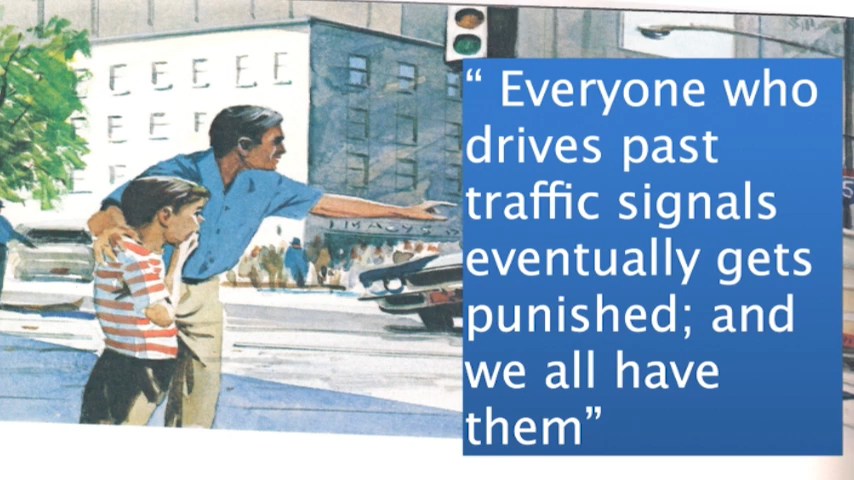 “ Everyone who
drives past
traffic signals
eventually gets
punished; and
we all have
them”